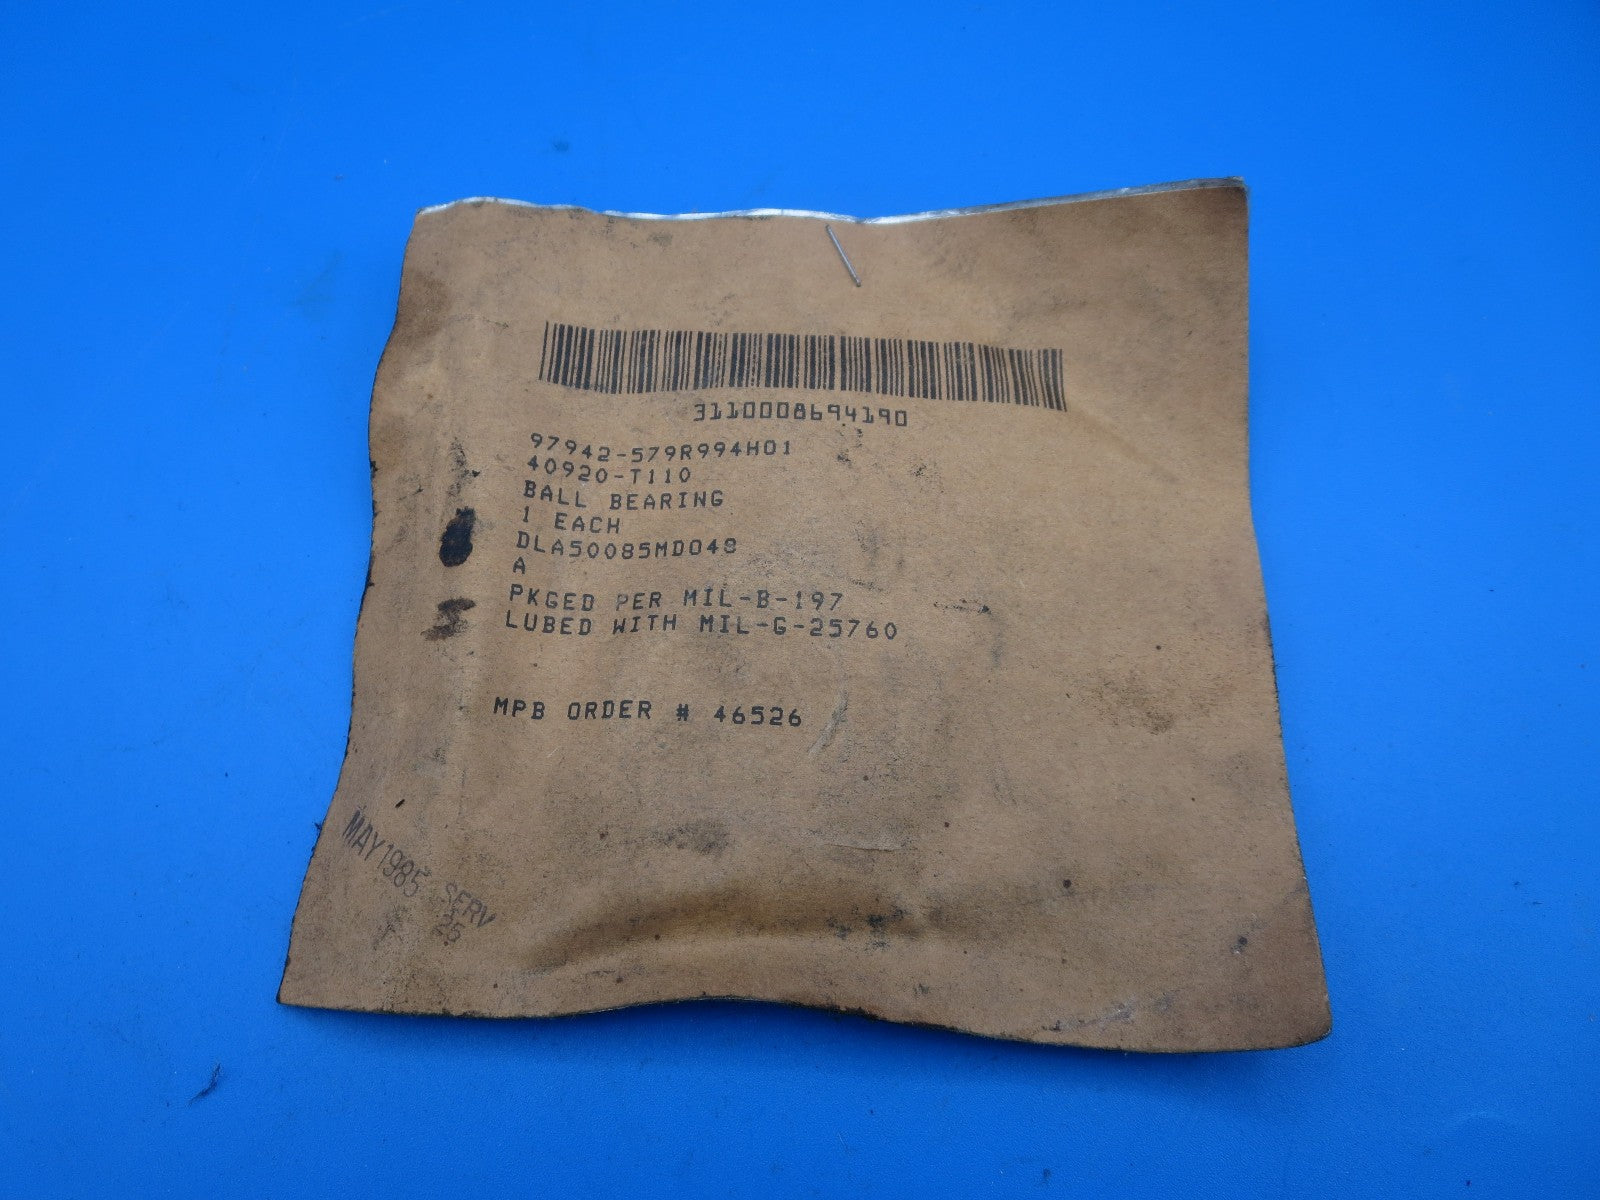 3110008694190
97942-579R994H01
40920-T110
BALL BEARING
1 EACH
DLA50085MD048
A
PKGED PER MIL-B-197
LUBED WITH MIL-G-25760
MPB ORDER # 46526
MAY 1985 SERV
25